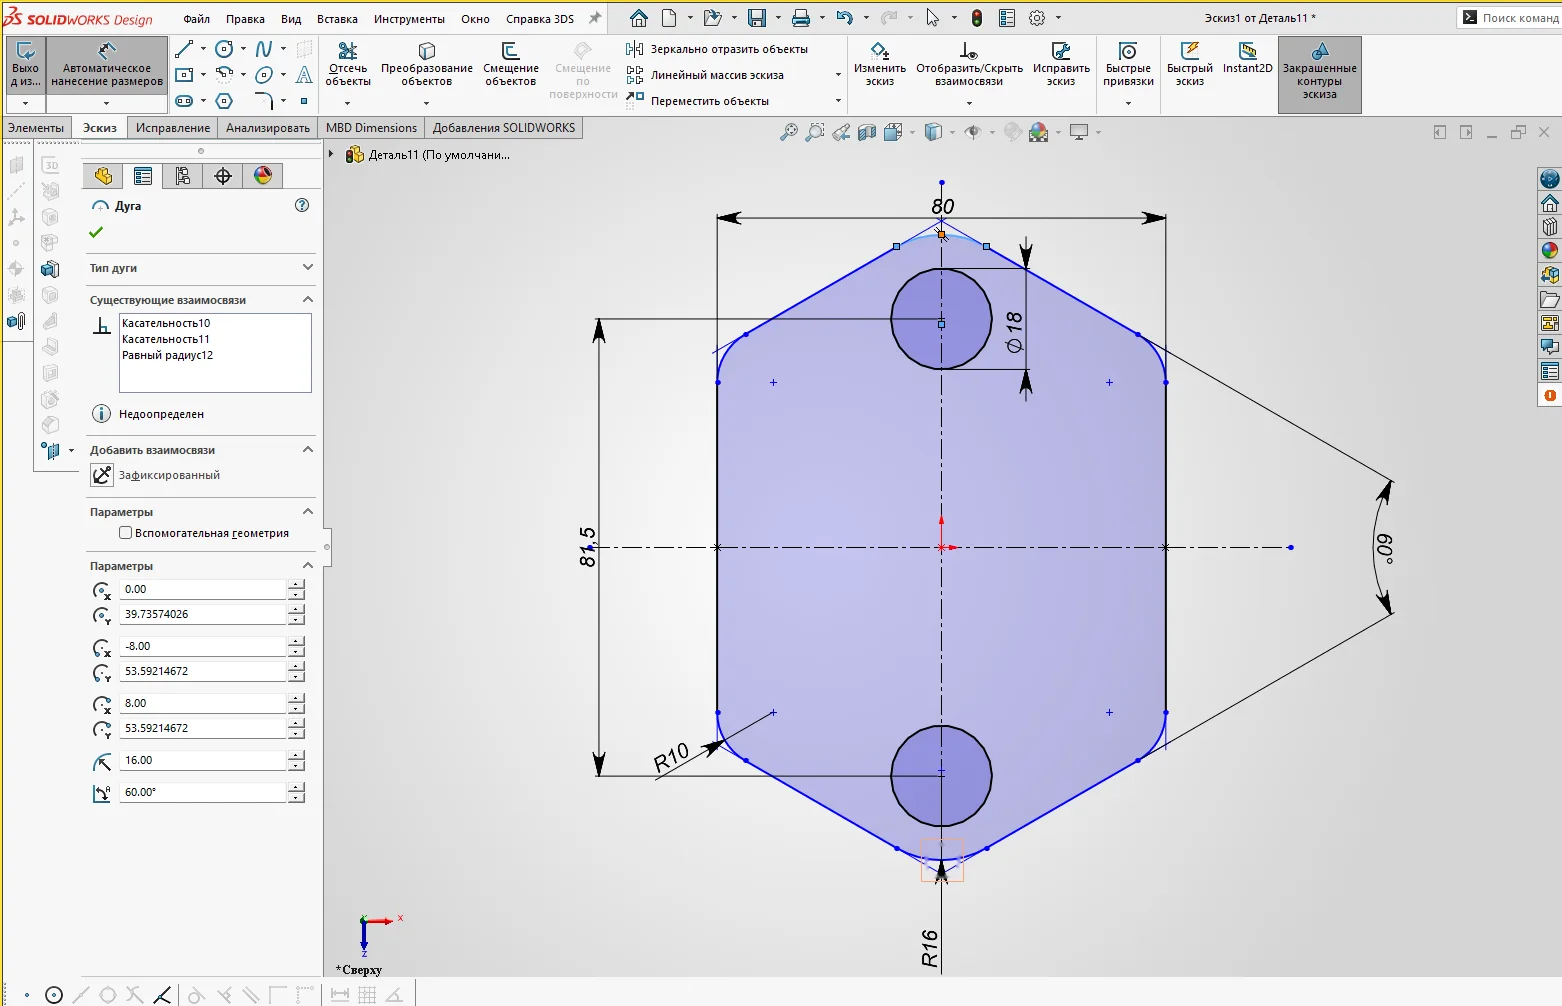 SOLIDWORKS Design
Файл Правка Вид Вставка Инструменты Окно Справка 3DS
Эскиз1 от Деталь11 *
Поиск команд
Выхо
д из...
Автоматическое
нанесение размеров
Отсечь
объекты
Преобразование
объектов
Смещение
объектов
Смещение
по
поверхности
Зеркально отразить объекты
Линейный массив эскиза
Переместить объекты
Изменить
эскиз
Отобразить/Скрыть
взаимосвязи
Исправить
эскиз
Быстрые
привязки
Быстрый
эскиз
Instant2D
Закрашенные
контуры
эскиза
Элементы Эскиз Исправление Анализировать MBD Dimensions Добавления SOLIDWORKS
Деталь11 (По умолчани...
Дуга
Тип дуги
Существующие взаимосвязи
Касательность10
Касательность11
Равный радиус12
Недоопределен
Добавить взаимосвязи
Зафиксированный
Параметры
Вспомогательная геометрия
Параметры
0.00
39.73574026
-8.00
53.59214672
8.00
53.59214672
16.00
60.00°
80
Ø18
81,5
60°
R10
R16
X
Z
*Сверху